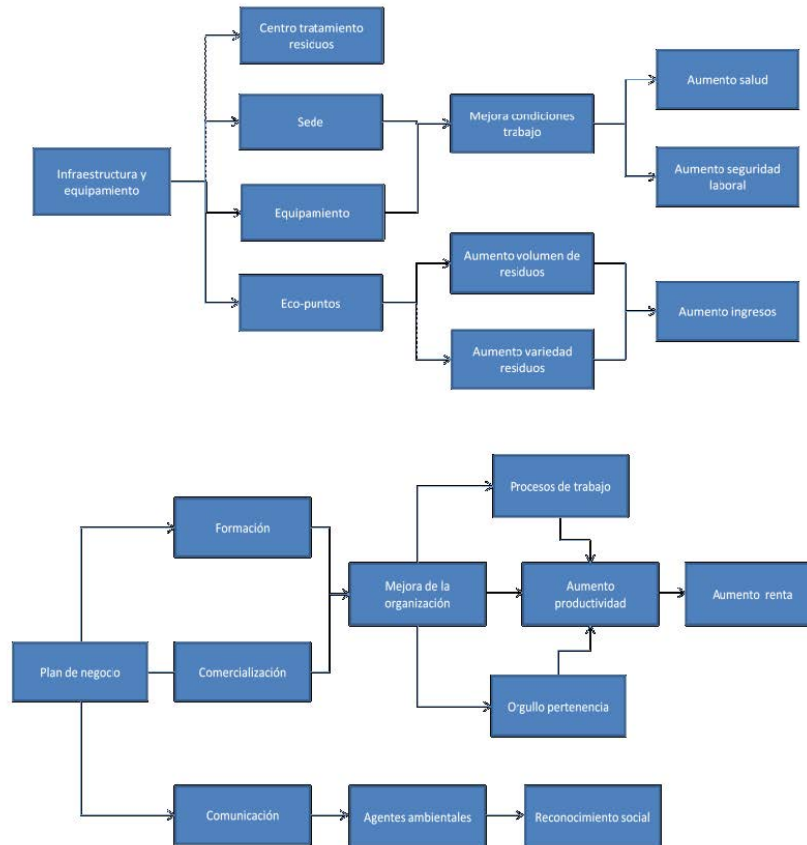 Centro tratamiento
residuos
Sede
Mejora condiciones
trabajo
Aumento salud
Infraestructura y
equipamiento
Equipamiento
Aumento seguridad
laboral
Eco-puntos
Aumento volumen de
residuos
Aumento ingresos
Aumento variedad
residuos
Procesos de trabajo
Formación
Mejora de la
organización
Aumento
productividad
Aumento renta
Plan de negocio
Comercialización
Orgullo pertenencia
Comunicación
Agentes ambientales
Reconocimiento social